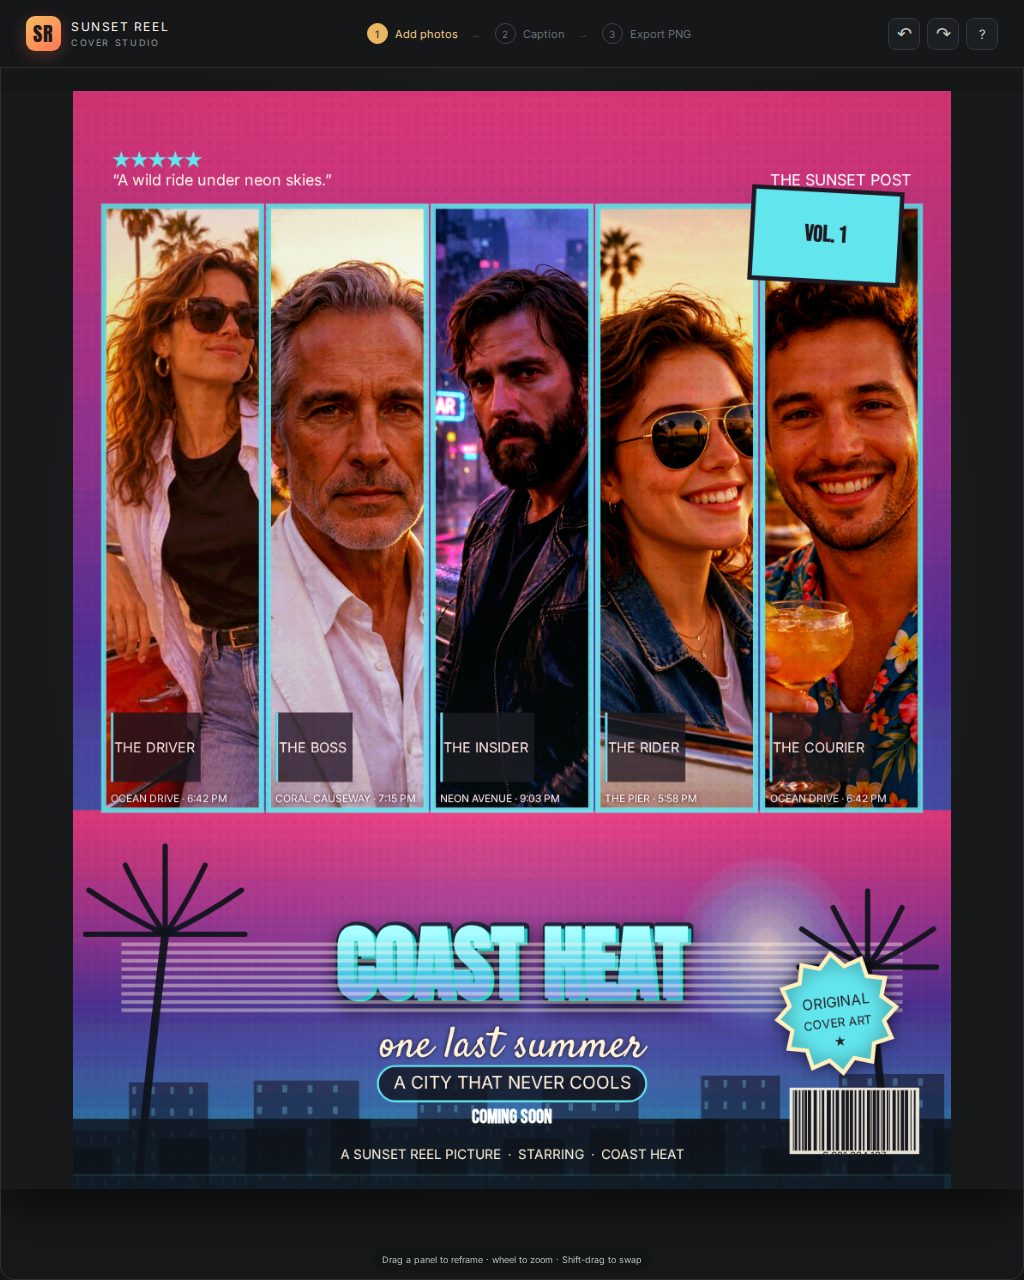 SR
SUNSET REEL
COVER STUDIO
1 Add photos → 2 Caption → 3 Export PNG
↶ ↷ ?
★★★★★
“A wild ride under neon skies.”
THE SUNSET POST
VOL. 1
AR
THE DRIVER
OCEAN DRIVE · 6:42 PM
THE BOSS
CORAL CAUSEWAY · 7:15 PM
THE INSIDER
NEON AVENUE · 9:03 PM
THE RIDER
THE PIER · 5:58 PM
THE COURIER
OCEAN DRIVE · 6:42 PM
COAST HEAT
one last summer
A CITY THAT NEVER COOLS
COMING SOON
A SUNSET REEL PICTURE · STARRING · COAST HEAT
ORIGINAL
COVER ART
★
Drag a panel to reframe · wheel to zoom · Shift-drag to swap